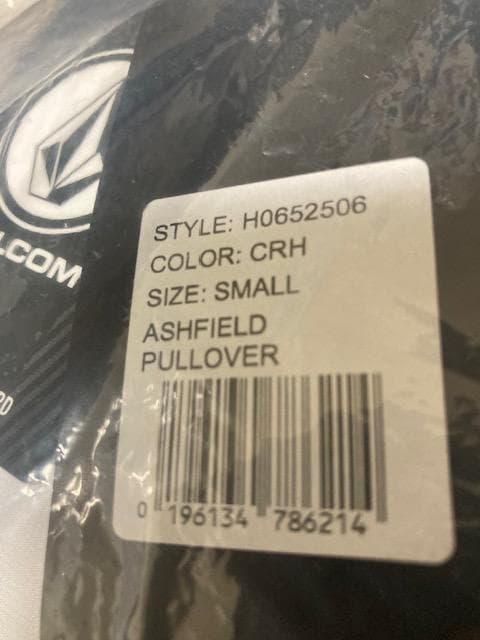 LCOM
STYLE: H0652506
COLOR: CRH
SIZE: SMALL
ASHFIELD
PULLOVER
0 196134 786214